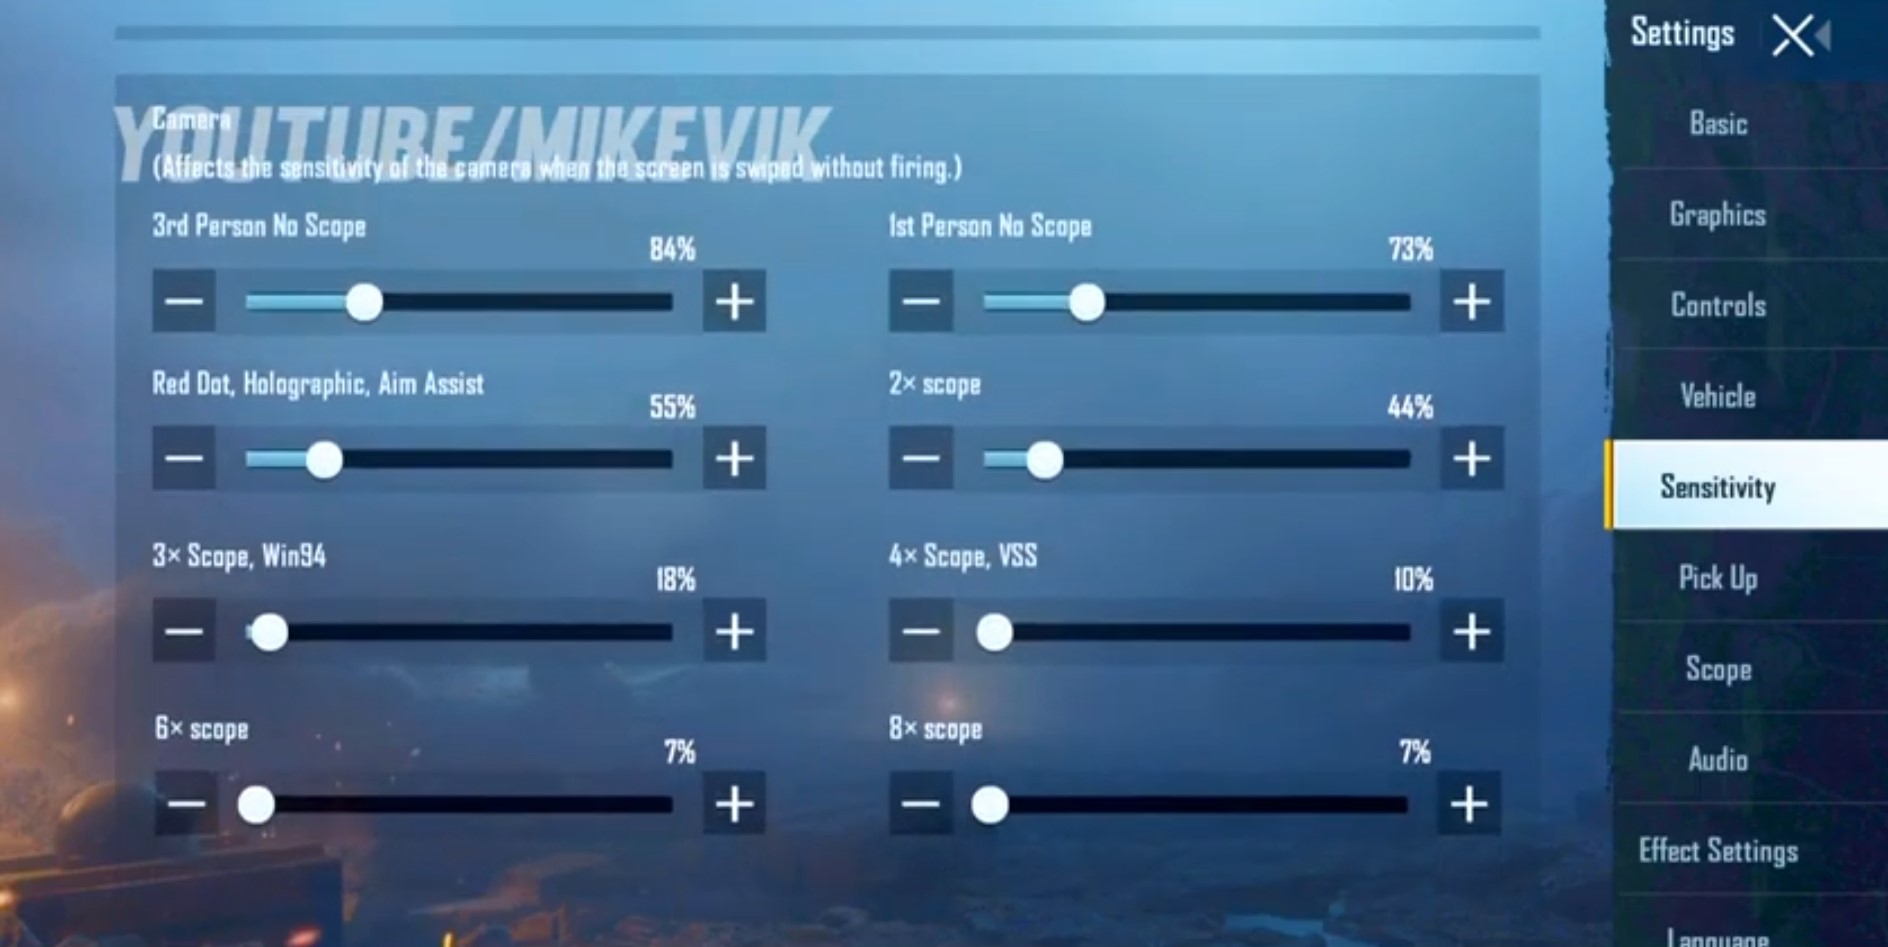 Settings
YOUTUBE/MIKEVIK
Camera
(Affects the sensitivity of the camera when the screen is swiped without firing.)
3rd Person No Scope
84%
1st Person No Scope
73%
Red Dot, Holographic, Aim Assist
55%
2× scope
44%
3× Scope, Win94
18%
4× Scope, VSS
10%
6× scope
7%
8× scope
7%
Basic
Graphics
Controls
Vehicle
Sensitivity
Pick Up
Scope
Audio
Effect Settings
Language